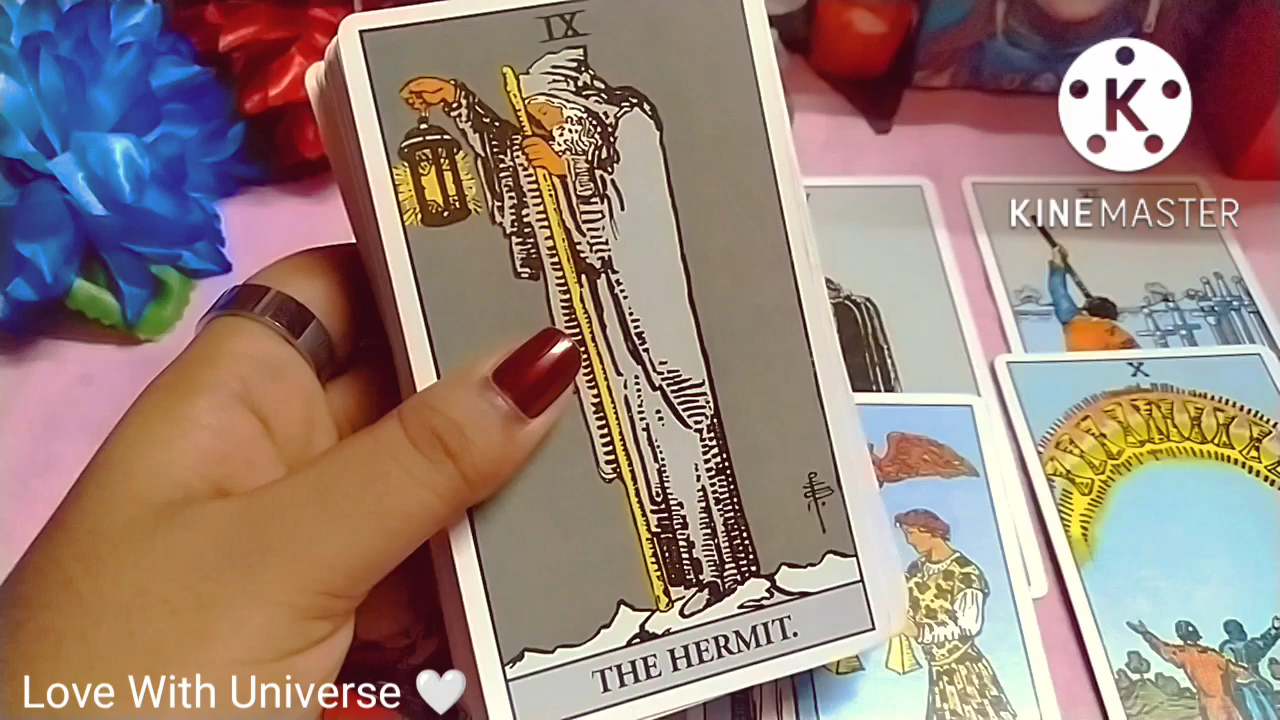 IX
K
KINEMASTER
X
THE HERMIT.
Love With Universe 🤍